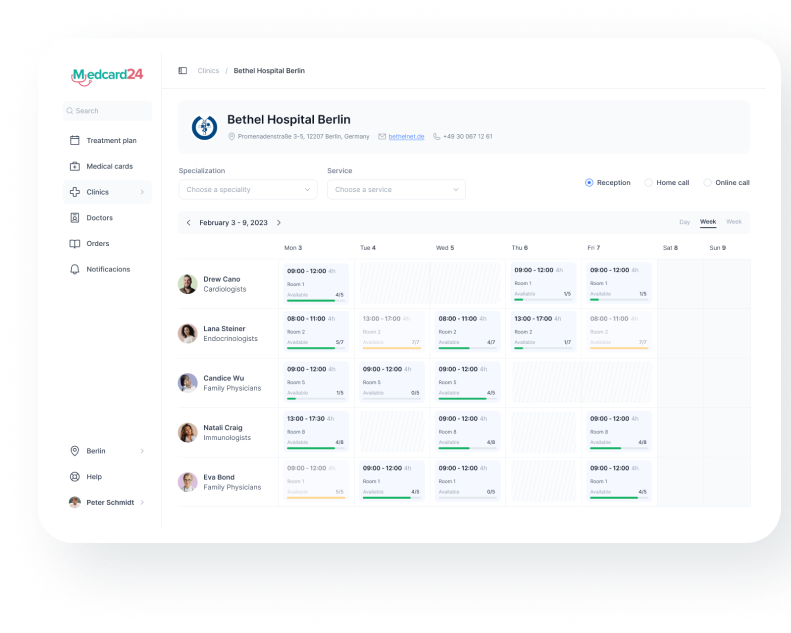 Medcard24
Clinics / Bethel Hospital Berlin
Search
Treatment plan
Medical cards
Clinics
Doctors
Orders
Notificacions
Berlin
Help
Peter Schmidt
Bethel Hospital Berlin
Promenadenstraße 3-5, 12207 Berlin, Germany bethelnet.de +49 30 067 12 61
Specialization Service
Choose a speciality Choose a service Reception Home call Online call
February 3 - 9, 2023 Day Week Week
Mon 3 Tue 4 Wed 5 Thu 6 Fri 7 Sat 8 Sun 9
Drew Cano
Cardiologists
09:00 - 12:00 4h
Room 1
Available 4/5
09:00 - 12:00 4h
Room 1
Available 1/5
09:00 - 12:00 4h
Room 1
Available 1/5
Lana Steiner
Endocrinologists
08:00 - 11:00 4h
Room 2
Available 5/7
13:00 - 17:00 4h
Room 2
Available 7/7
08:00 - 11:00 4h
Room 2
Available 4/7
13:00 - 17:00 4h
Room 2
Available 1/7
08:00 - 11:00 4h
Room 2
Available 7/7
Candice Wu
Family Physicians
09:00 - 12:00 4h
Room 5
Available 1/5
09:00 - 12:00 4h
Room 5
Available 0/5
09:00 - 12:00 4h
Room 5
Available 4/5
Natali Craig
Immunologists
13:00 - 17:30 4h
Room 8
Available 4/8
09:00 - 12:00 4h
Room 8
Available 4/8
09:00 - 12:00 4h
Room 8
Available 4/8
Eva Bond
Family Physicians
09:00 - 12:00 4h
Room 1
Available 5/5
09:00 - 12:00 4h
Room 1
Available 4/5
09:00 - 12:00 4h
Room 1
Available 0/5
09:00 - 12:00 4h
Room 1
Available 4/5